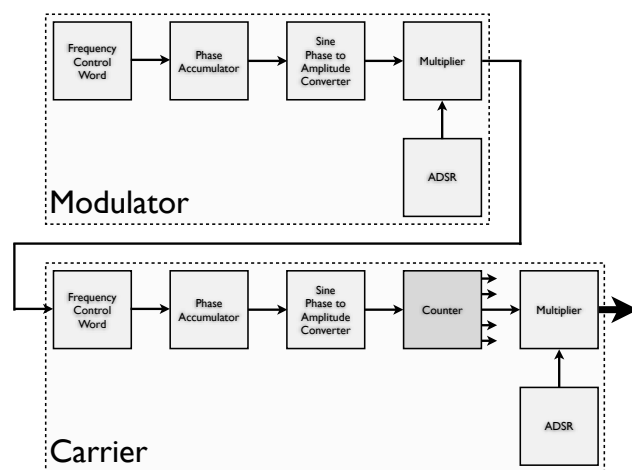 Frequency
Control
Word
Phase
Accumulator
Sine
Phase to
Amplitude
Converter
Multiplier
ADSR
Modulator
Frequency
Control
Word
Phase
Accumulator
Sine
Phase to
Amplitude
Converter
Counter
Multiplier
ADSR
Carrier